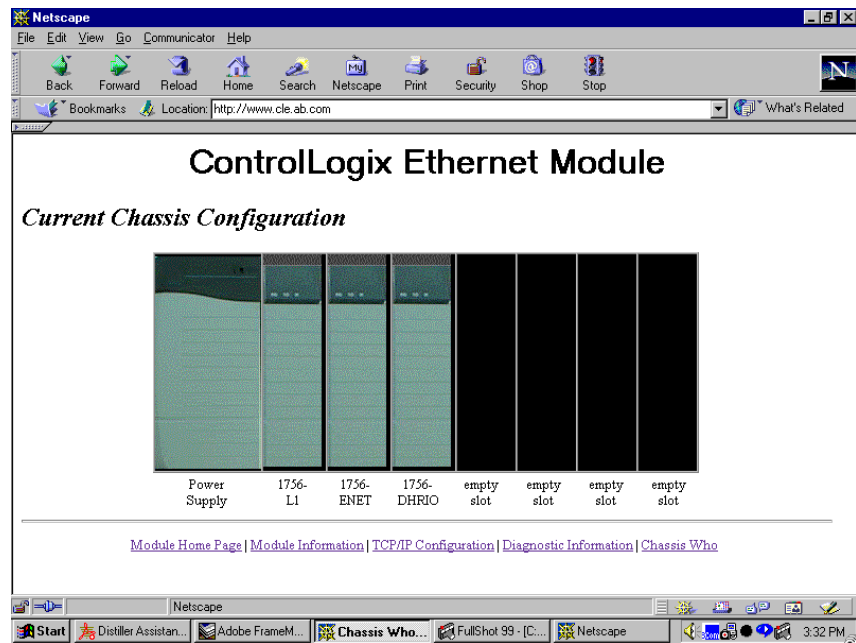 Netscape
File Edit View Go Communicator Help
Back Forward Reload Home Search Netscape Print Security Shop Stop
Bookmarks Location: http://www.cle.ab.com What's Related
ControlLogix Ethernet Module
Current Chassis Configuration
Power Supply
1756-L1
1756-ENET
1756-DHRIO
empty slot
empty slot
empty slot
empty slot
Module Home Page | Module Information | TCP/IP Configuration | Diagnostic Information | Chassis Who
Netscape
Start Distiller Assistan... Adobe FrameM... Chassis Who... FullShot 99 - [C:... Netscape 3:32 PM